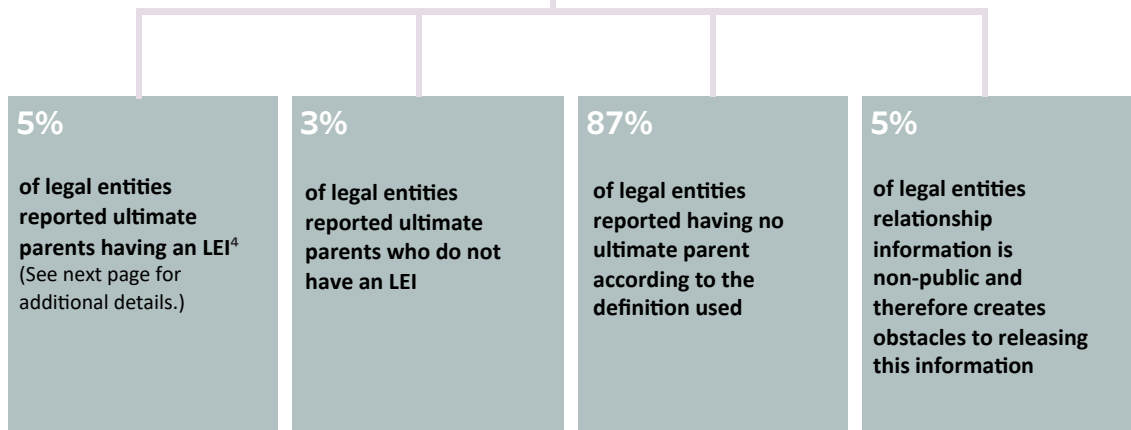 5%
of legal entities
reported ultimate
parents having an LEI⁴
(See next page for
additional details.)
3%
of legal entities
reported ultimate
parents who do not
have an LEI
87%
of legal entities
reported having no
ultimate parent
according to the
definition used
5%
of legal entities
relationship
information is
non-public and
therefore creates
obstacles to releasing
this information